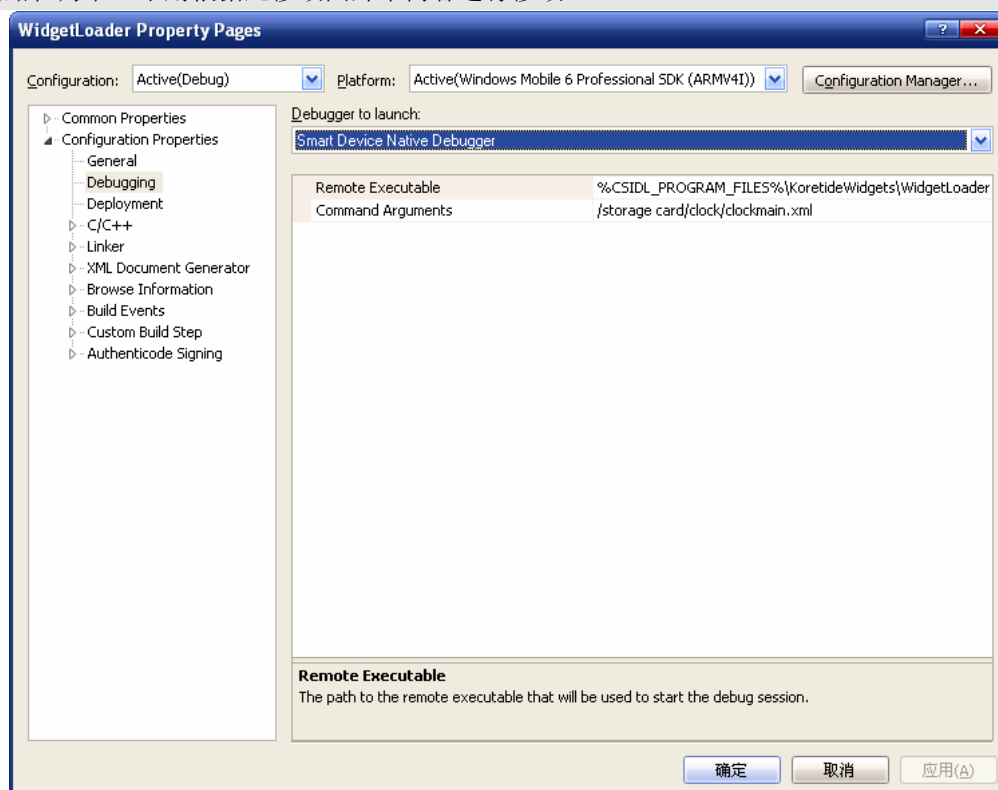 WidgetLoader Property Pages
Configuration: Active(Debug) Platform: Active(Windows Mobile 6 Professional SDK (ARMV4I)) Configuration Manager...
Common Properties
Configuration Properties
General
Debugging
Deployment
C/C++
Linker
XML Document Generator
Browse Information
Build Events
Custom Build Step
Authenticode Signing
Debugger to launch:
Smart Device Native Debugger
Remote Executable %CSIDL_PROGRAM_FILES%\KoretideWidgets\WidgetLoader
Command Arguments /storage card/clock/clockmain.xml
Remote Executable
The path to the remote executable that will be used to start the debug session.
确定 取消 应用(A)